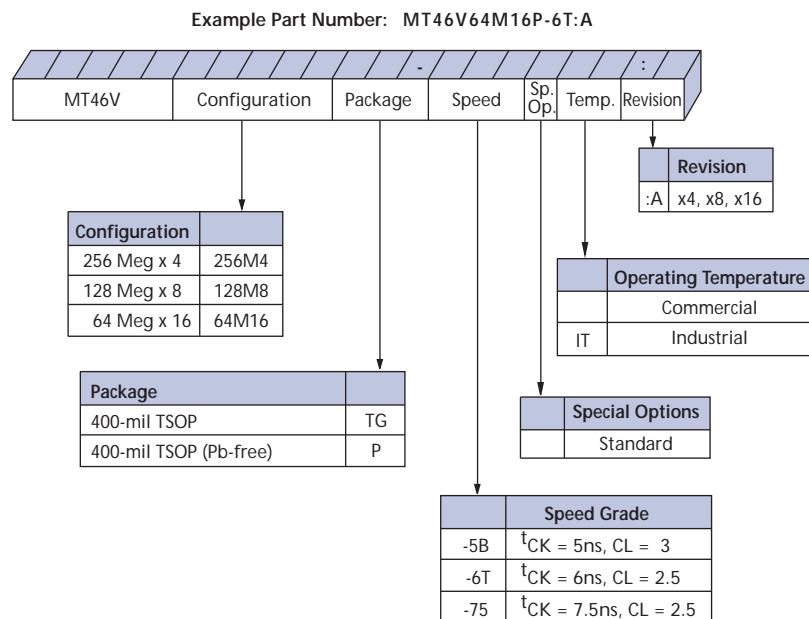 Example Part Number: MT46V64M16P-6T:A
- :
MT46V Configuration Package Speed Sp. Op. Temp. Revision
Revision
:A x4, x8, x16
Configuration
256 Meg x 4 256M4
128 Meg x 8 128M8
64 Meg x 16 64M16
Operating Temperature
Commercial
IT Industrial
Package
400-mil TSOP TG
400-mil TSOP (Pb-free) P
Special Options
Standard
Speed Grade
-5B tCK = 5ns, CL = 3
-6T tCK = 6ns, CL = 2.5
-75 tCK = 7.5ns, CL = 2.5